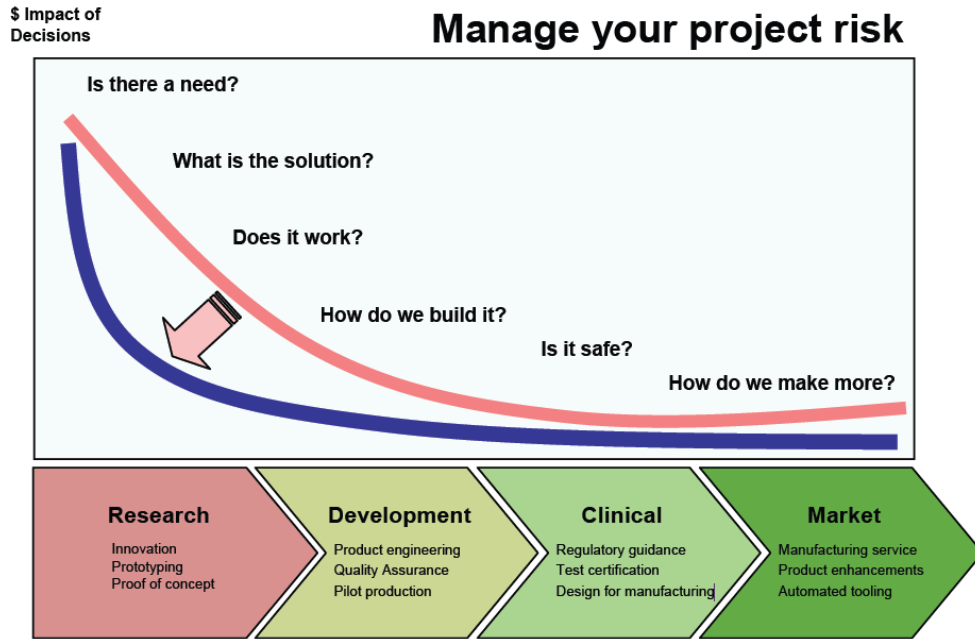 $ Impact of
Decisions
Manage your project risk
Is there a need?
What is the solution?
Does it work?
How do we build it?
Is it safe?
How do we make more?
Research
Innovation
Prototyping
Proof of concept
Development
Product engineering
Quality Assurance
Pilot production
Clinical
Regulatory guidance
Test certification
Design for manufacturing
Market
Manufacturing service
Product enhancements
Automated tooling